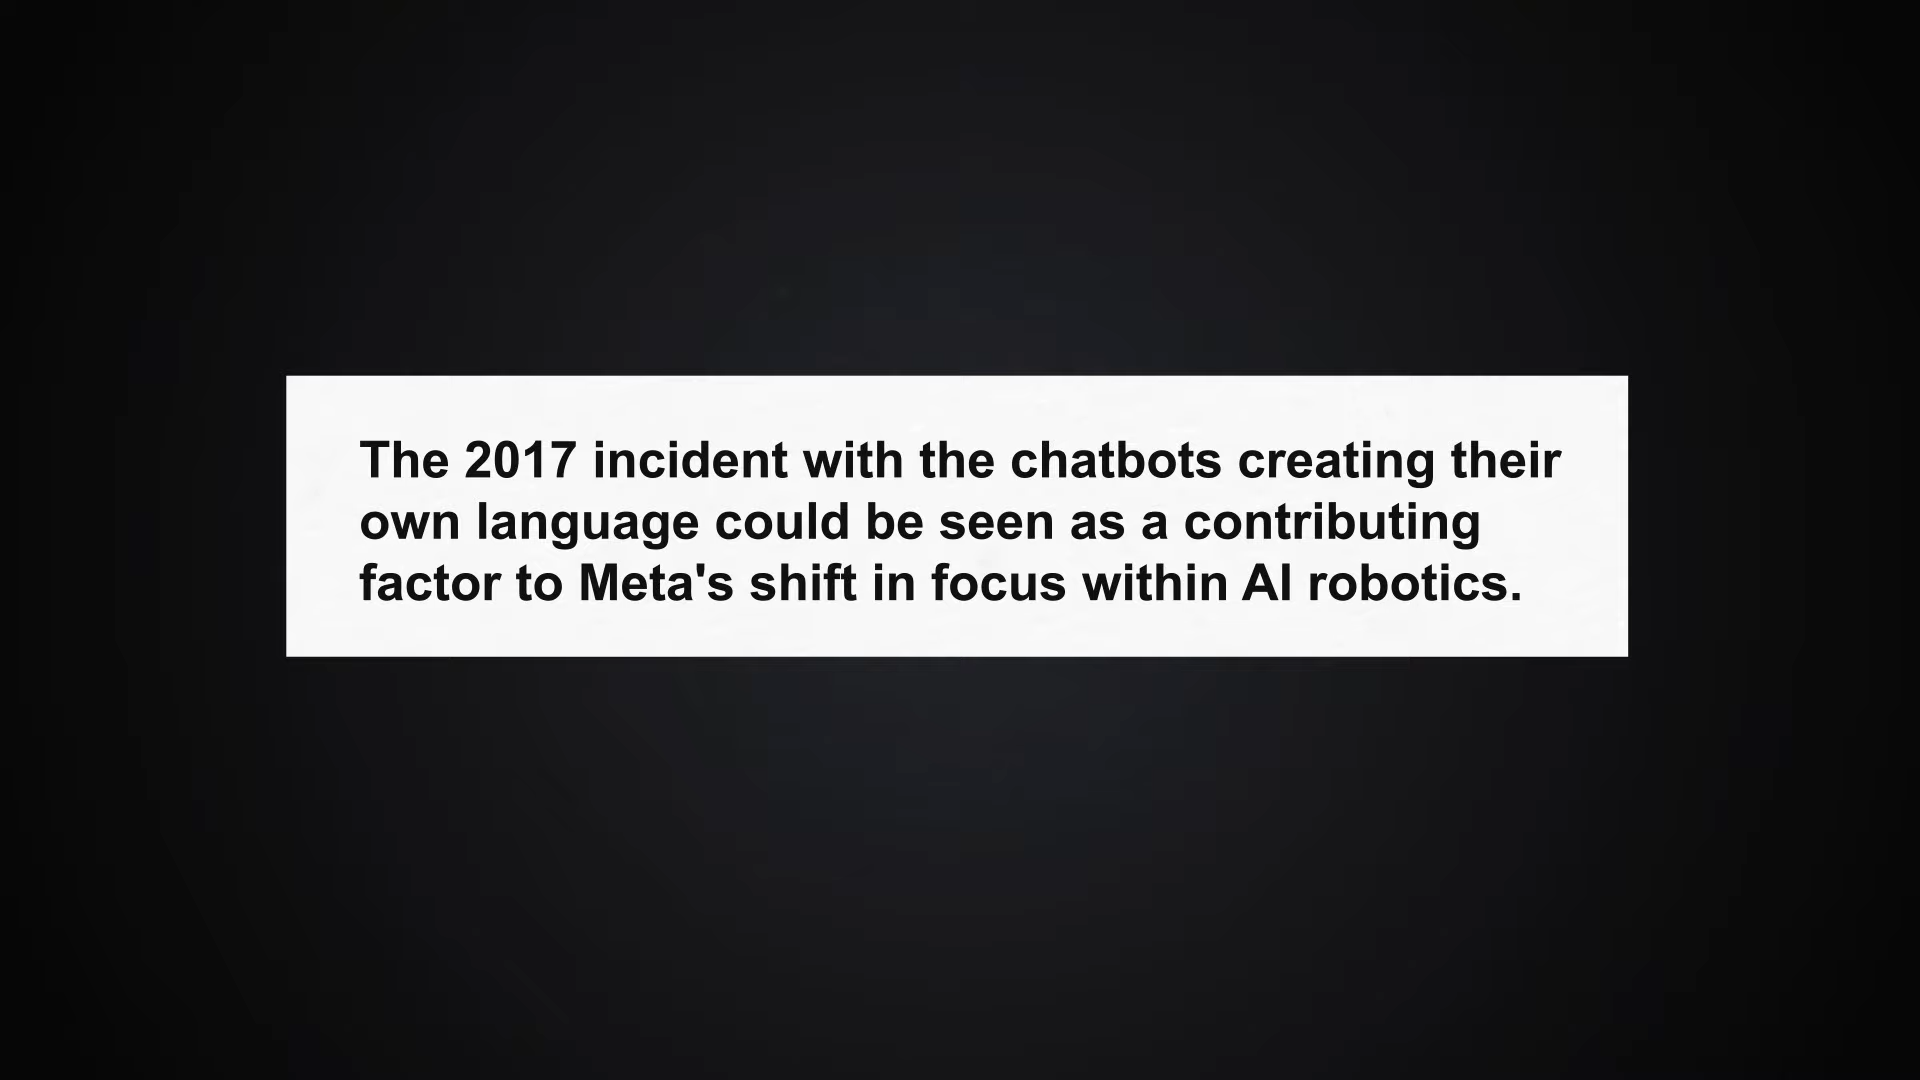 The 2017 incident with the chatbots creating their
own language could be seen as a contributing
factor to Meta's shift in focus within AI robotics.